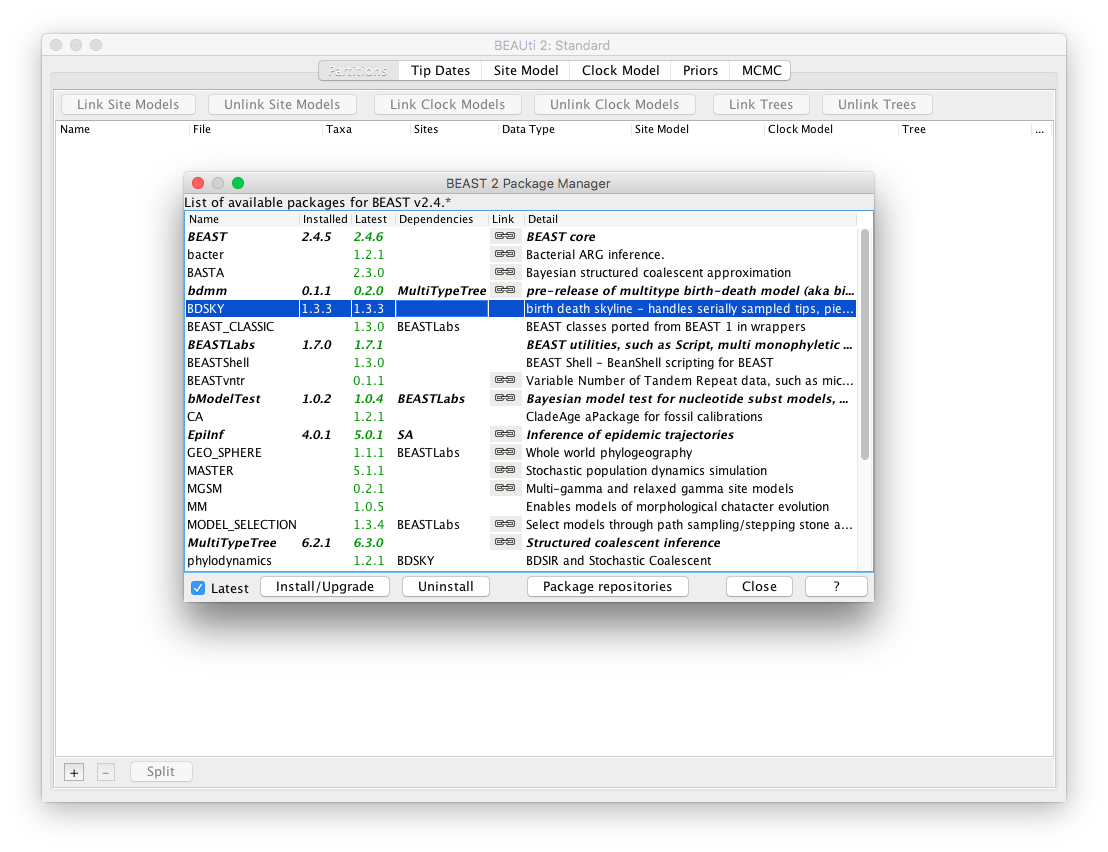 BEAUti 2: Standard
Partitions Tip Dates Site Model Clock Model Priors MCMC
Link Site Models Unlink Site Models Link Clock Models Unlink Clock Models Link Trees Unlink Trees
Name File Taxa Sites Data Type Site Model Clock Model Tree ...
BEAST 2 Package Manager
List of available packages for BEAST v2.4.*
Name Installed Latest Dependencies Link Detail
BEAST 2.4.5 2.4.6 BEAST core
bacter 1.2.1 Bacterial ARG inference.
BASTA 2.3.0 Bayesian structured coalescent approximation
bdmm 0.1.1 0.2.0 MultiTypeTree pre-release of multitype birth-death model (aka bi...
BDSKY 1.3.3 1.3.3 birth death skyline - handles serially sampled tips, pie...
BEAST_CLASSIC 1.3.0 BEASTLabs BEAST classes ported from BEAST 1 in wrappers
BEASTLabs 1.7.0 1.7.1 BEAST utilities, such as Script, multi monophyletic ...
BEASTShell 1.3.0 BEAST Shell - BeanShell scripting for BEAST
BEASTvntr 0.1.1 Variable Number of Tandem Repeat data, such as mic...
bModelTest 1.0.2 1.0.4 BEASTLabs Bayesian model test for nucleotide subst models, ...
CA 1.2.1 CladeAge aPackage for fossil calibrations
EpiInf 4.0.1 5.0.1 SA Inference of epidemic trajectories
GEO_SPHERE 1.1.1 BEASTLabs Whole world phylogeography
MASTER 5.1.1 Stochastic population dynamics simulation
MGSM 0.2.1 Multi-gamma and relaxed gamma site models
MM 1.0.5 Enables models of morphological chatacter evolution
MODEL_SELECTION 1.3.4 BEASTLabs Select models through path sampling/stepping stone a...
MultiTypeTree 6.2.1 6.3.0 Structured coalescent inference
phylodynamics 1.2.1 BDSKY BDSIR and Stochastic Coalescent
Latest Install/Upgrade Uninstall Package repositories Close ?
+ - Split